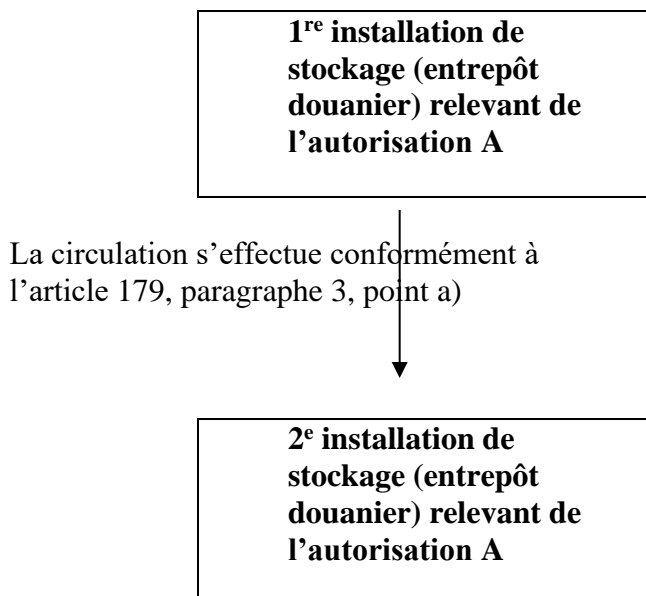 1re installation de
stockage (entrepôt
douanier) relevant de
l’autorisation A
La circulation s’effectue conformément à
l’article 179, paragraphe 3, point a)
2e installation de
stockage (entrepôt
douanier) relevant de
l’autorisation A